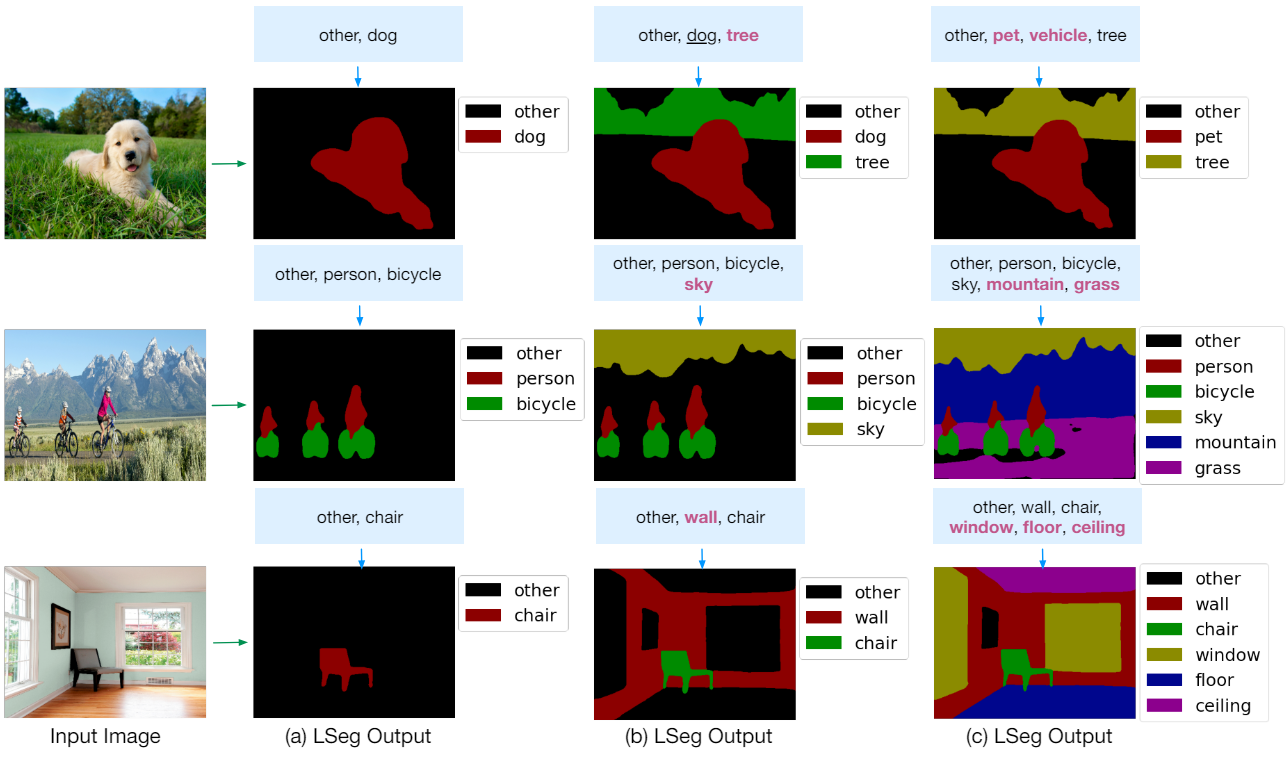 other, dog
other, dog, tree
other, pet, vehicle, tree
other
dog
other
dog
tree
other
pet
tree
other, person, bicycle
other, person, bicycle,
sky
other, person, bicycle,
sky, mountain, grass
other
person
bicycle
other
person
bicycle
sky
other
person
bicycle
sky
mountain
grass
other, chair
other, wall, chair
other, wall, chair,
window, floor, ceiling
other
chair
other
wall
chair
other
wall
chair
window
floor
ceiling
Input Image
(a) LSeg Output
(b) LSeg Output
(c) LSeg Output